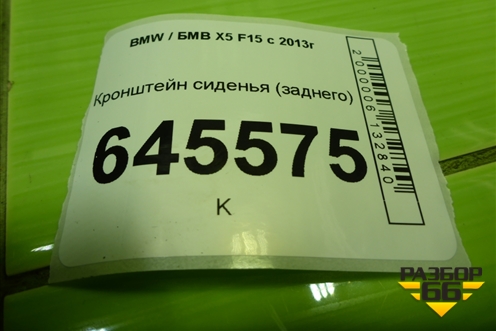 BMW / БМВ X5 F15 с 2013г
Кронштейн сиденья (заднего)
645575
К
2000006132840
РАЗБОР
66